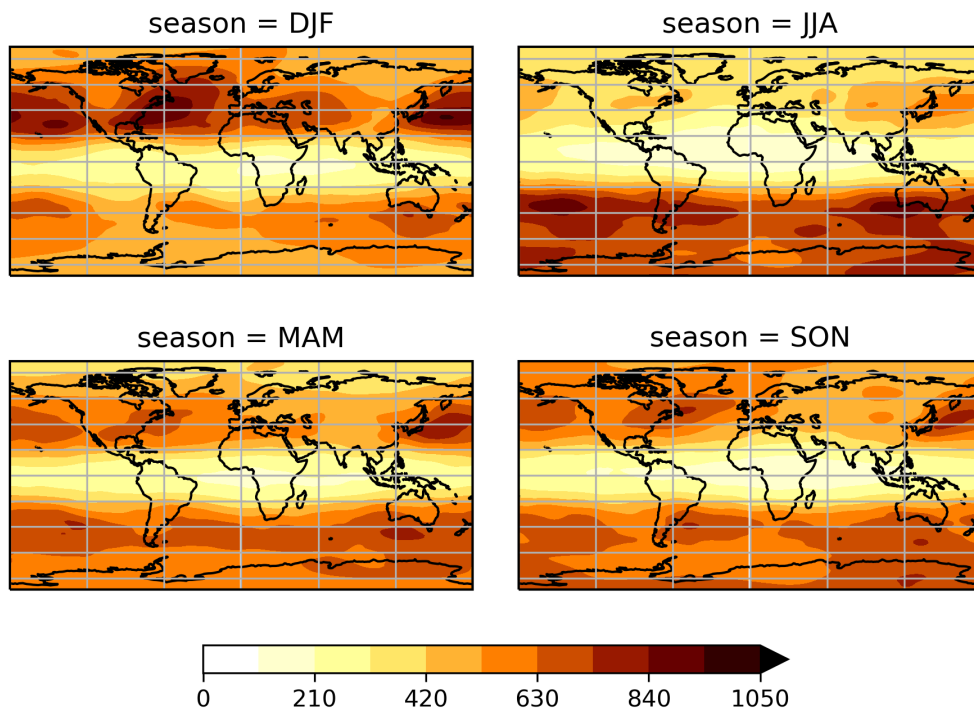 season = DJF
season = JJA
season = MAM
season = SON
0 210 420 630 840 1050